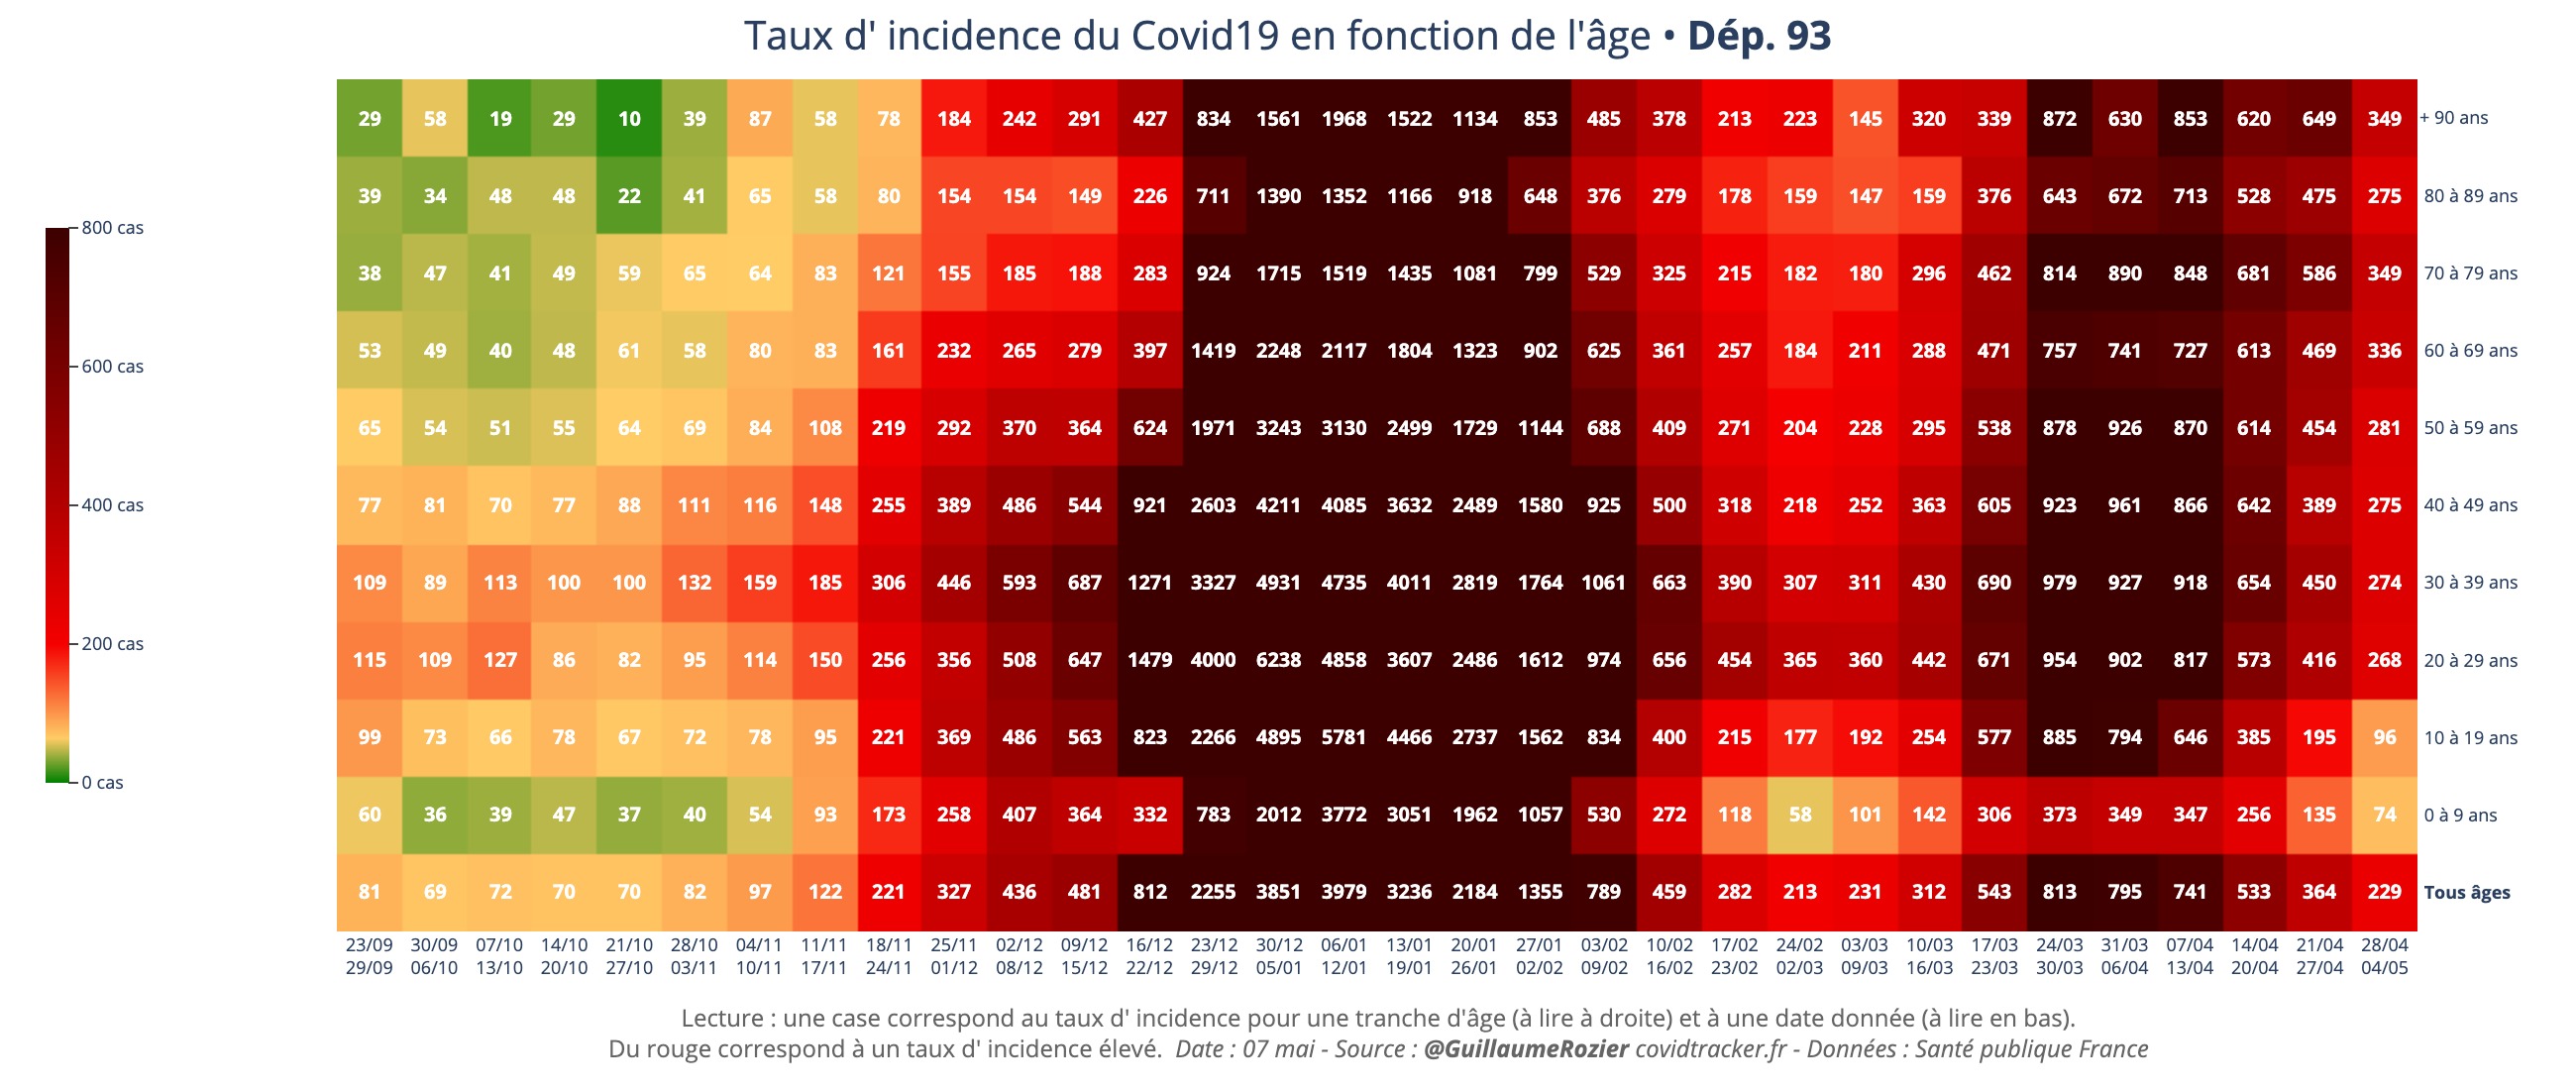 Taux d' incidence du Covid19 en fonction de l'âge • Dép. 93
29 58 19 29 10 39 87 58 78 184 242 291 427 834 1561 1968 1522 1134 853 485 378 213 223 145 320 339 872 630 853 620 649 349 + 90 ans
39 34 48 48 22 41 65 58 80 154 154 149 226 711 1390 1352 1166 918 648 376 279 178 159 147 159 376 643 672 713 528 475 275 80 à 89 ans
800 cas
38 47 41 49 59 65 64 83 121 155 185 188 283 924 1715 1519 1435 1081 799 529 325 215 182 180 296 462 814 890 848 681 586 349 70 à 79 ans
53 49 40 48 61 58 80 83 161 232 265 279 397 1419 2248 2117 1804 1323 902 625 361 257 184 211 288 471 757 741 727 613 469 336 60 à 69 ans
600 cas
65 54 51 55 64 69 84 108 219 292 370 364 624 1971 3243 3130 2499 1729 1144 688 409 271 204 228 295 538 878 926 870 614 454 281 50 à 59 ans
400 cas
77 81 70 77 88 111 116 148 255 389 486 544 921 2603 4211 4085 3632 2489 1580 925 500 318 218 252 363 605 923 961 866 642 389 275 40 à 49 ans
109 89 113 100 100 132 159 185 306 446 593 687 1271 3327 4931 4735 4011 2819 1764 1061 663 390 307 311 430 690 979 927 918 654 450 274 30 à 39 ans
200 cas
115 109 127 86 82 95 114 150 256 356 508 647 1479 4000 6238 4858 3607 2486 1612 974 656 454 365 360 442 671 954 902 817 573 416 268 20 à 29 ans
99 73 66 78 67 72 78 95 221 369 486 563 823 2266 4895 5781 4466 2737 1562 834 400 215 177 192 254 577 885 794 646 385 195 96 10 à 19 ans
0 cas
60 36 39 47 37 40 54 93 173 258 407 364 332 783 2012 3772 3051 1962 1057 530 272 118 58 101 142 306 373 349 347 256 135 74 0 à 9 ans
81 69 72 70 70 82 97 122 221 327 436 481 812 2255 3851 3979 3236 2184 1355 789 459 282 213 231 312 543 813 795 741 533 364 229 Tous âges
23/09 30/09 07/10 14/10 21/10 28/10 04/11 11/11 18/11 25/11 02/12 09/12 16/12 23/12 30/12 06/01 13/01 20/01 27/01 03/02 10/02 17/02 24/02 03/03 10/03 17/03 24/03 31/03 07/04 14/04 21/04 28/04
29/09 06/10 13/10 20/10 27/10 03/11 10/11 17/11 24/11 01/12 08/12 15/12 22/12 29/12 05/01 12/01 19/01 26/01 02/02 09/02 16/02 23/02 02/03 09/03 16/03 23/03 30/03 06/04 13/04 20/04 27/04 04/05
Lecture : une case correspond au taux d' incidence pour une tranche d'âge (à lire à droite) et à une date donnée (à lire en bas).
Du rouge correspond à un taux d' incidence élevé. Date : 07 mai - Source : @GuillaumeRozier covidtracker.fr - Données : Santé publique France